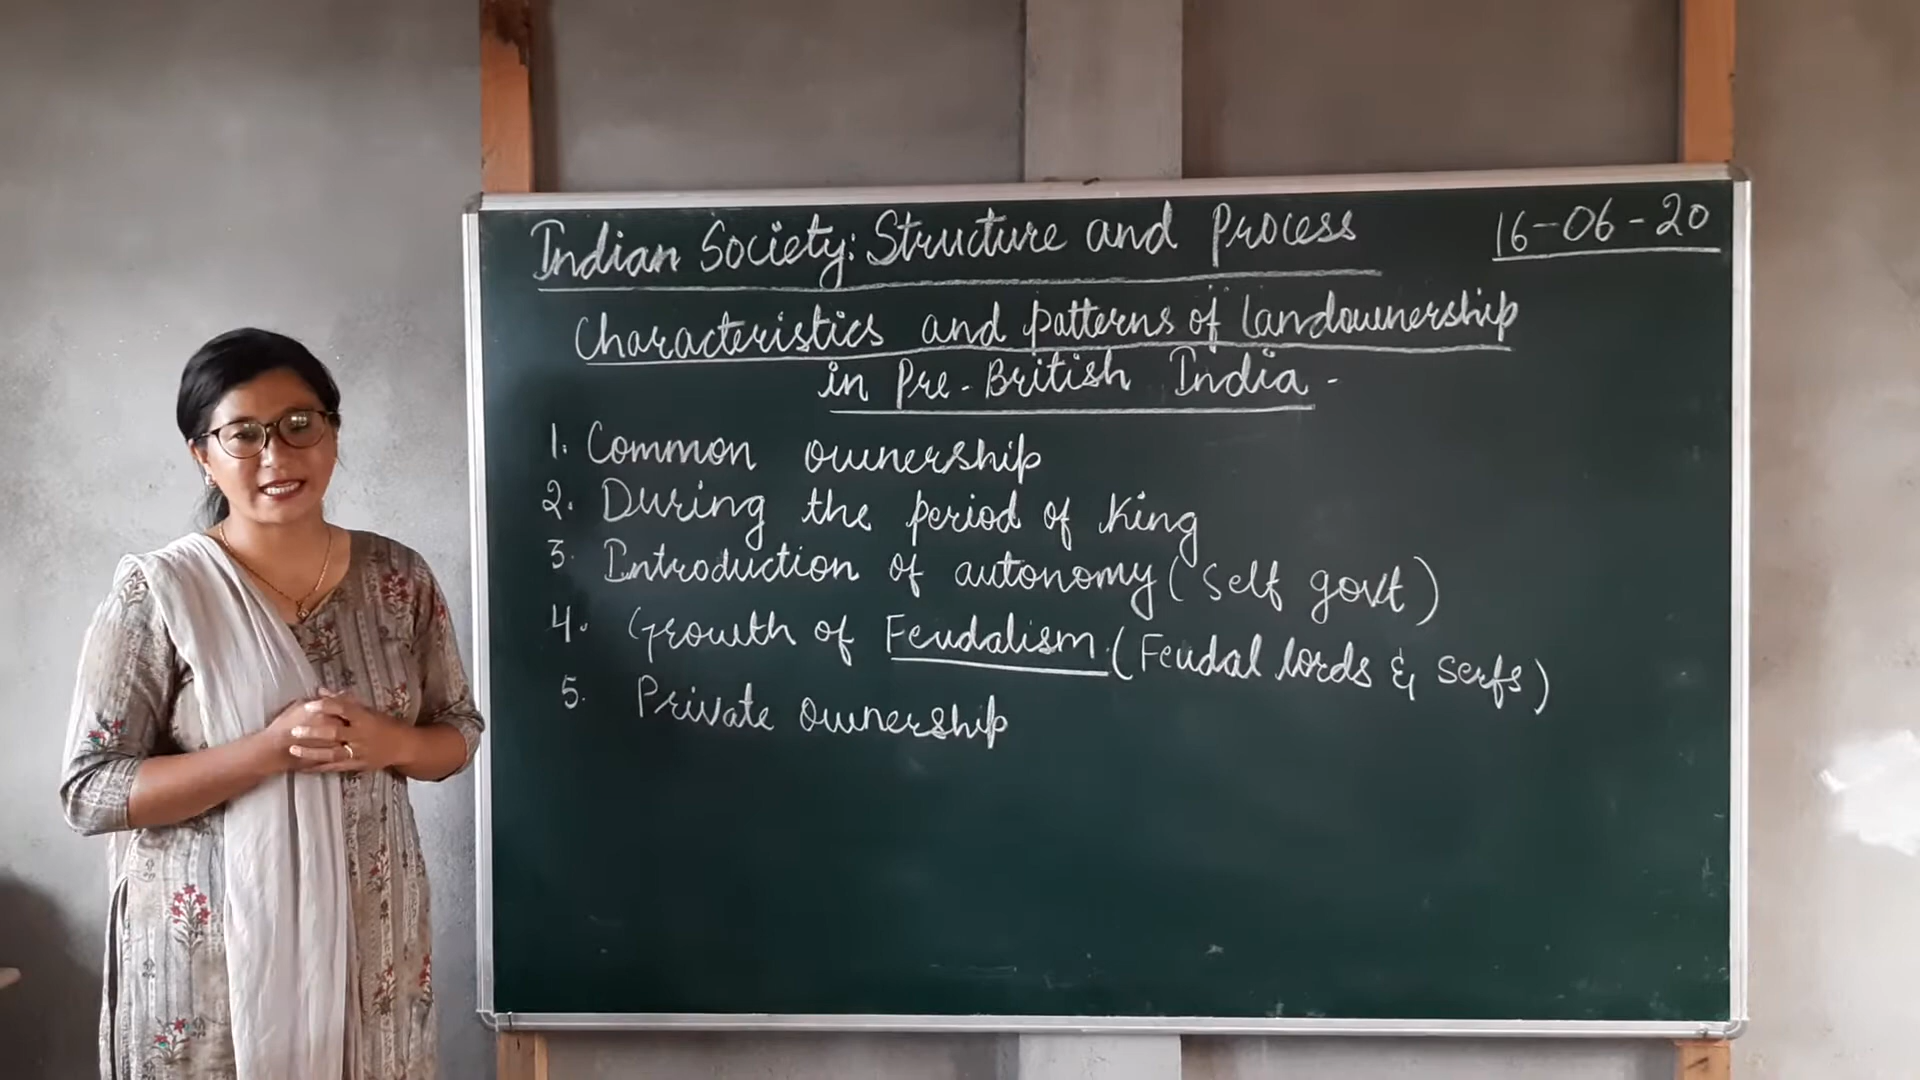 Indian Society: Structure and Process
16-06-20
Characteristics and patterns of landownership
in Pre-British India -
1. Common ownership
2. During the period of King
3. Introduction of autonomy (Self govt)
4. Growth of Feudalism. (Feudal lords & serfs)
5. Private ownership